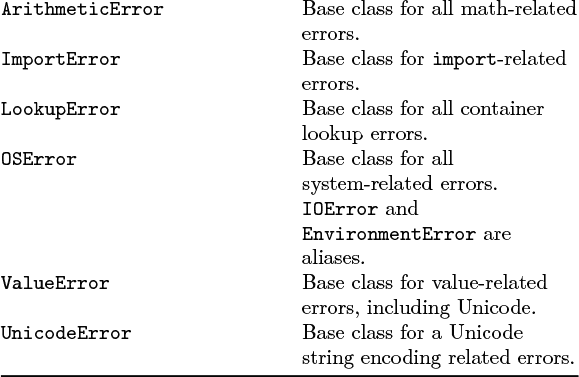 ArithmeticError Base class for all math-related
errors.
ImportError Base class for import-related
errors.
LookupError Base class for all container
lookup errors.
OSError Base class for all
system-related errors.
IOError and
EnvironmentError are
aliases.
ValueError Base class for value-related
errors, including Unicode.
UnicodeError Base class for a Unicode
string encoding related errors.